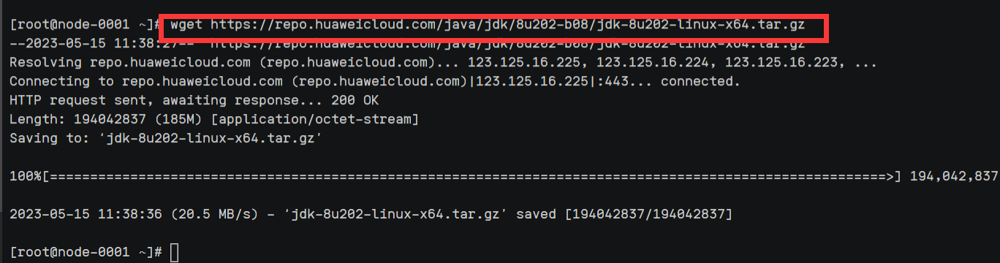 [root@node-0001 ~]# wget https://repo.huaweicloud.com/java/jdk/8u202-b08/jdk-8u202-linux-x64.tar.gz
--2023-05-15 11:38:27-- https://repo.huaweicloud.com/java/jdk/8u202-b08/jdk-8u202-linux-x64.tar.gz
Resolving repo.huaweicloud.com (repo.huaweicloud.com)... 123.125.16.225, 123.125.16.224, 123.125.16.223, ...
Connecting to repo.huaweicloud.com (repo.huaweicloud.com)|123.125.16.225|:443... connected.
HTTP request sent, awaiting response... 200 OK
Length: 194042837 (185M) [application/octet-stream]
Saving to: ‘jdk-8u202-linux-x64.tar.gz’
100%[========================================================================================================>] 194,042,837
2023-05-15 11:38:36 (20.5 MB/s) - ‘jdk-8u202-linux-x64.tar.gz’ saved [194042837/194042837]
[root@node-0001 ~]#